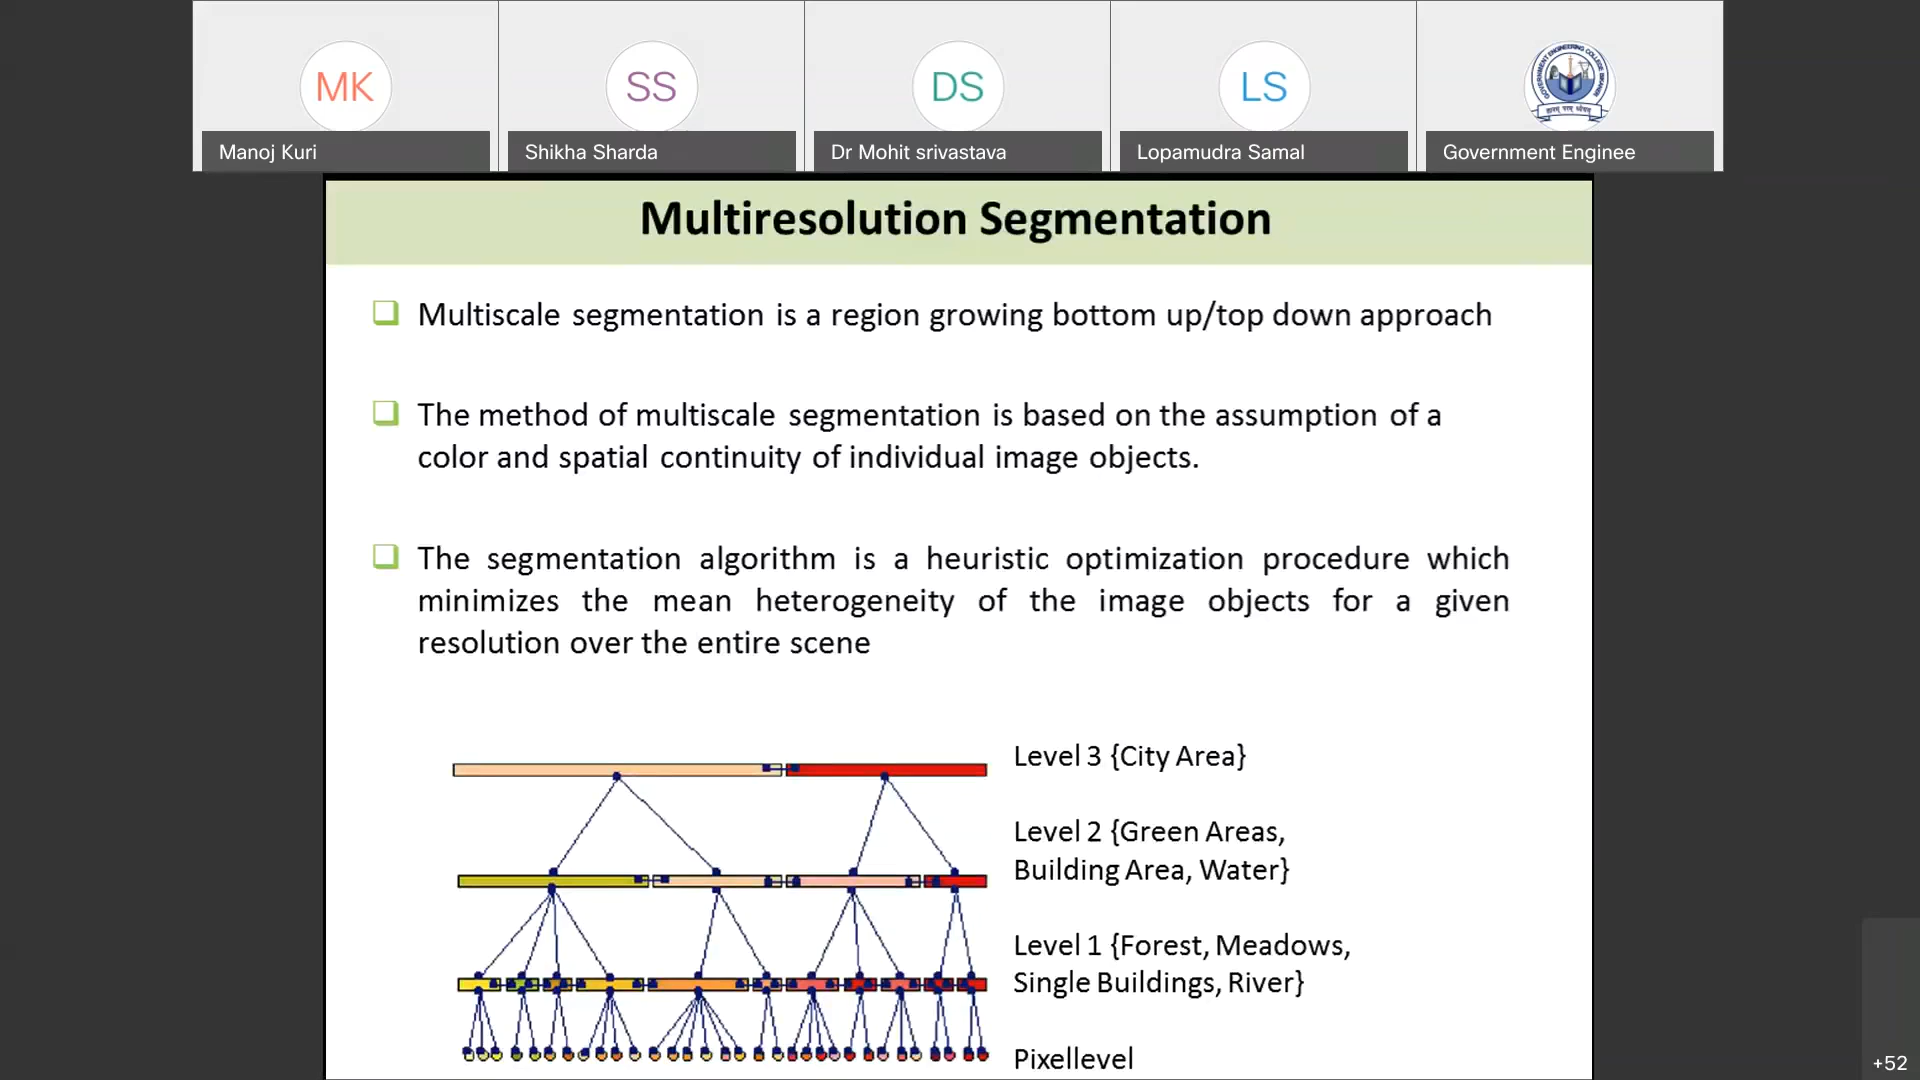 MK
SS
DS
LS
Manoj Kuri
Shikha Sharda
Dr Mohit srivastava
Lopamudra Samal
Government Enginee
Multiresolution Segmentation
Multiscale segmentation is a region growing bottom up/top down approach
The method of multiscale segmentation is based on the assumption of a
color and spatial continuity of individual image objects.
The segmentation algorithm is a heuristic optimization procedure which
minimizes the mean heterogeneity of the image objects for a given
resolution over the entire scene
Level 3 {City Area}
Level 2 {Green Areas,
Building Area, Water}
Level 1 {Forest, Meadows,
Single Buildings, River}
Pixellevel
+52